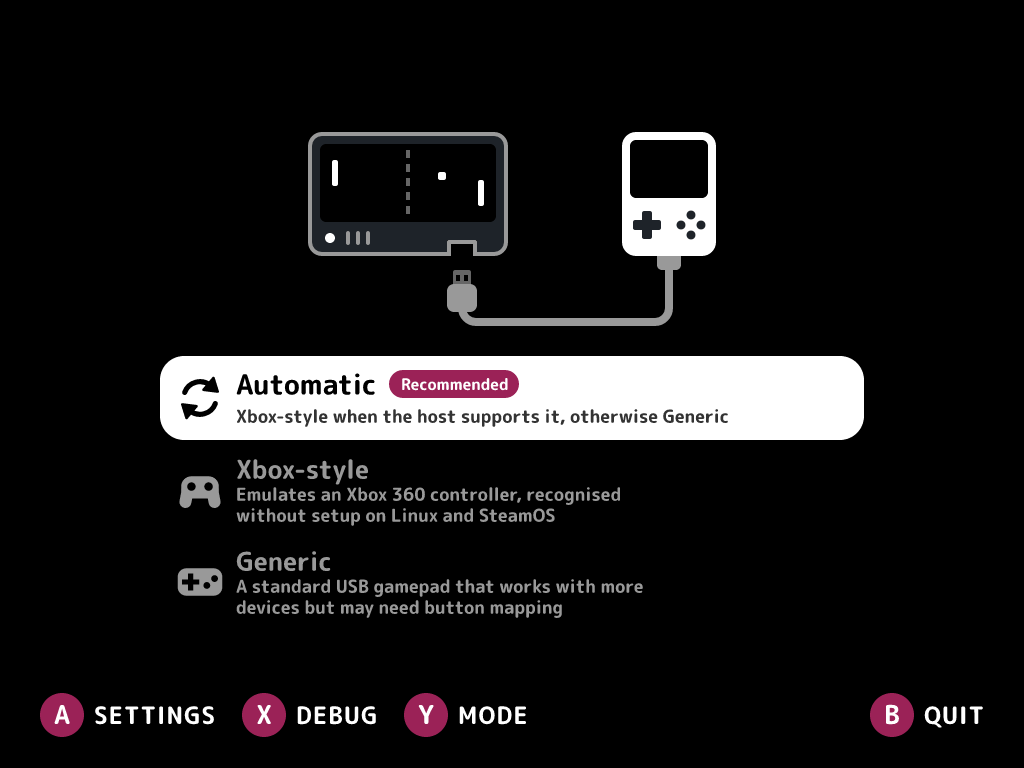 Automatic Recommended
Xbox-style when the host supports it, otherwise Generic
Xbox-style
Emulates an Xbox 360 controller, recognised
without setup on Linux and SteamOS
Generic
A standard USB gamepad that works with more
devices but may need button mapping
A SETTINGS X DEBUG Y MODE B QUIT